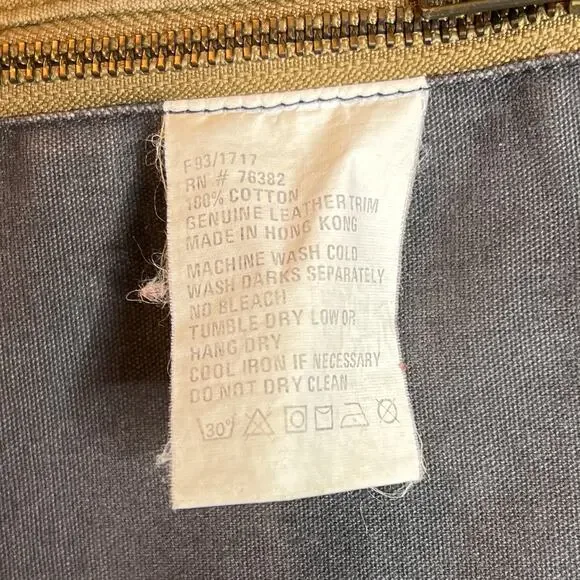 F93/1717
RN # 76382
100% COTTON
GENUINE LEATHER TRIM
MADE IN HONG KONG
MACHINE WASH COLD
WASH DARKS SEPARATELY
NO BLEACH
TUMBLE DRY LOW OR
HANG DRY
COOL IRON IF NECESSARY
DO NOT DRY CLEAN
30°